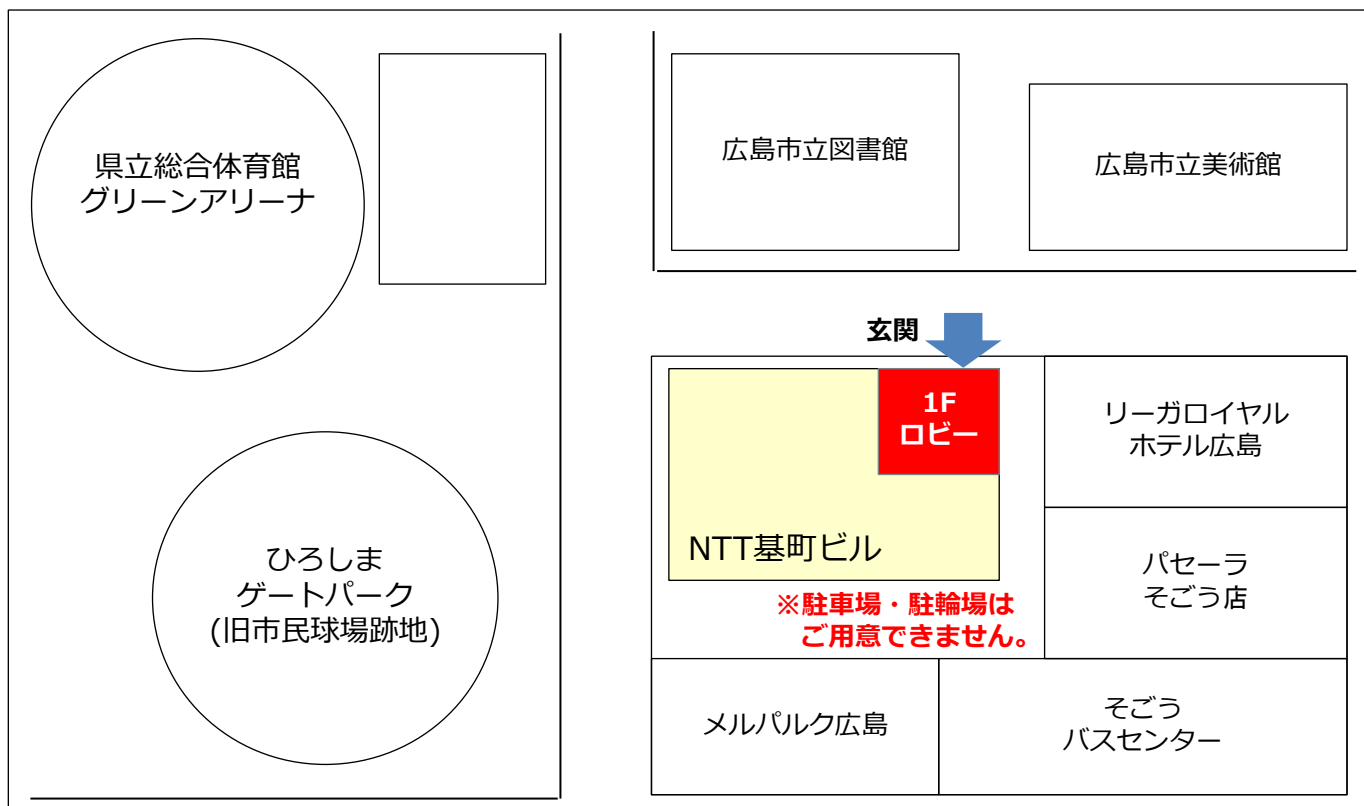 県立総合体育館
グリーンアリーナ
広島市立図書館
広島市立美術館
玄関
1F
ロビー
NTT基町ビル
※駐車場・駐輪場は
ご用意できません。
リーガロイヤル
ホテル広島
パセーラ
そごう店
ひろしま
ゲートパーク
(旧市民球場跡地)
メルパルク広島
そごう
バスセンター